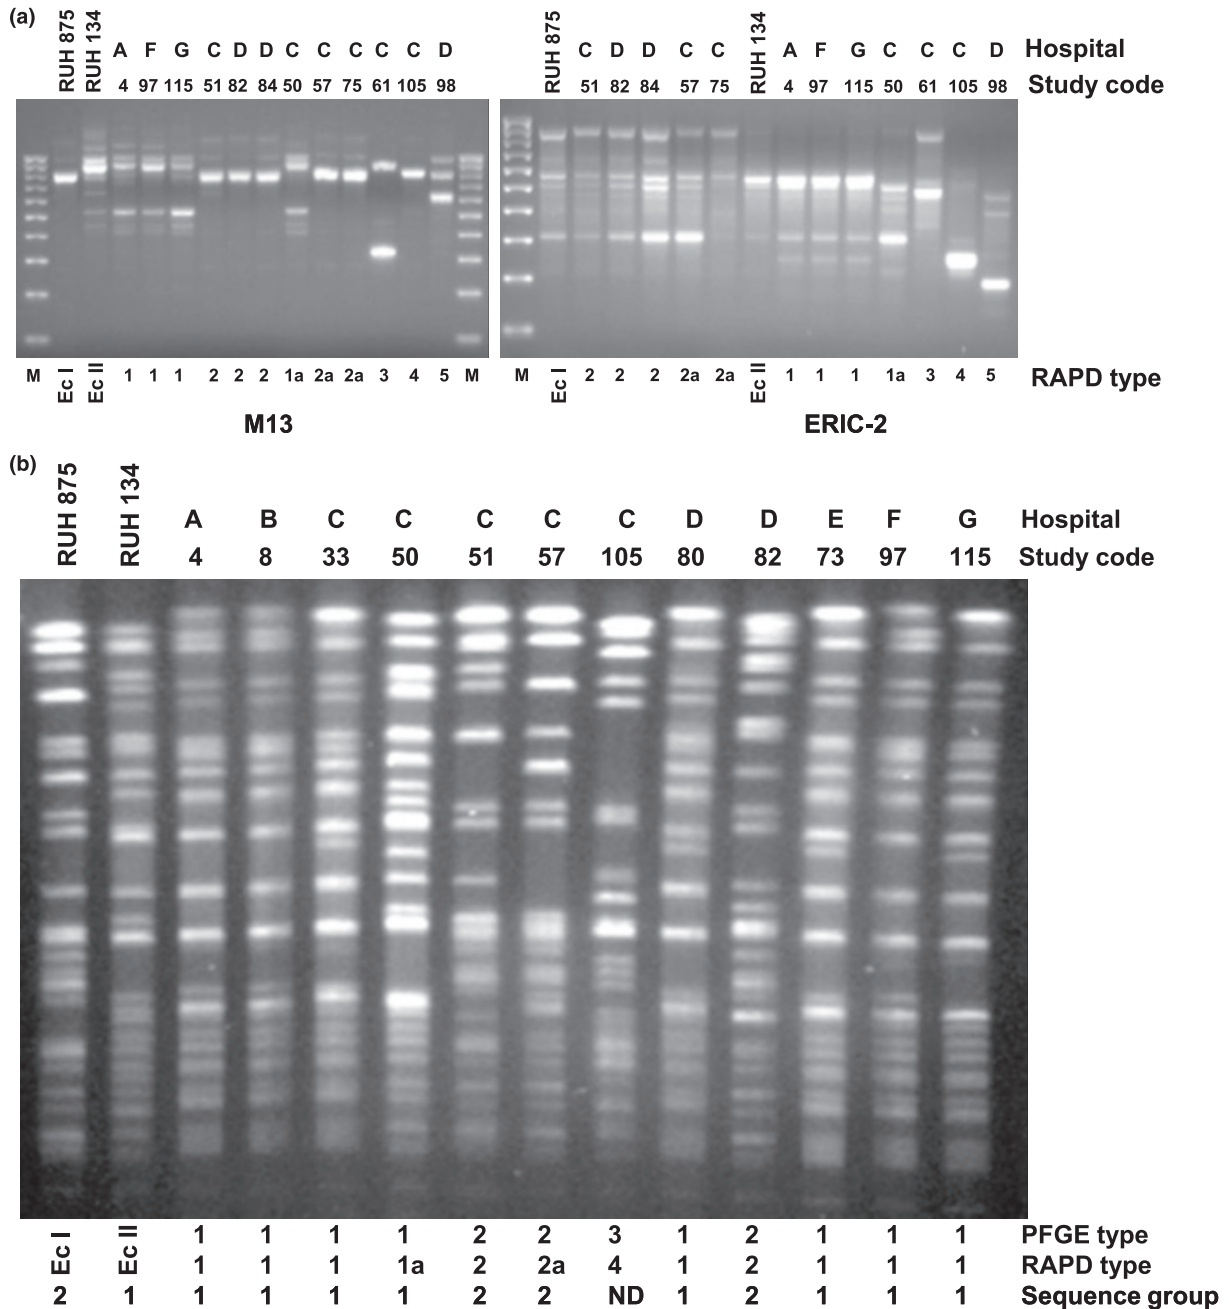 (a)
RUH 875 RUH 134 A F G C D D C C C C C D
4 97 115 51 82 84 50 57 75 61 105 98
RUH 875 C D D C C RUH 134 A F G C C C D Hospital
51 82 84 57 75 4 97 115 50 61 105 98 Study code
M Ec I Ec II 1 1 1 2 2 2 1a 2a 2a 3 4 5 M
M Ec I 2 2 2 2a 2a Ec II 1 1 1 1a 3 4 5 RAPD type
M13 ERIC-2
(b)
RUH 875 RUH 134 A B C C C C C D D E F G Hospital
4 8 33 50 51 57 105 80 82 73 97 115 Study code
Ec I Ec II 1 1 1 1 2 2 3 1 2 1 1 1 PFGE type
1 1 1 1a 2 2a 4 1 2 1 1 1 RAPD type
2 1 1 1 1 1 2 2 ND 1 2 1 1 1 Sequence group